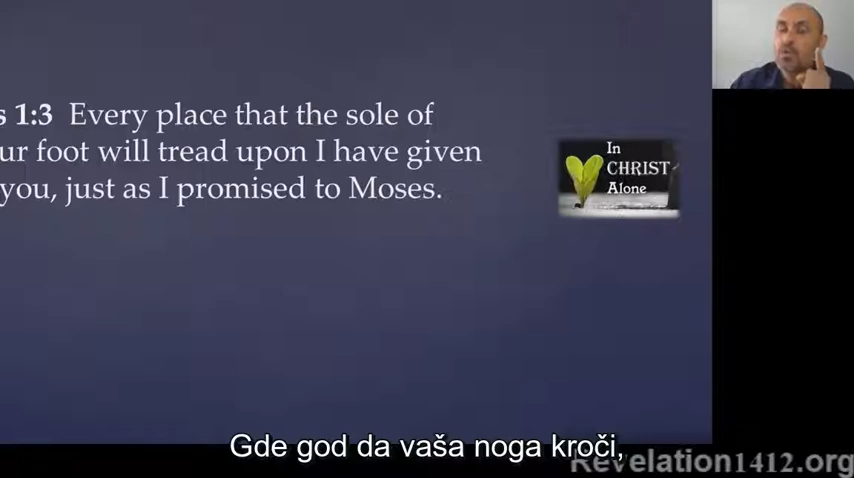 s 1:3 Every place that the sole of
ur foot will tread upon I have given
you, just as I promised to Moses.
In
CHRIST
Alone
Gde god da vaša noga kroči,
Revelation1412.org